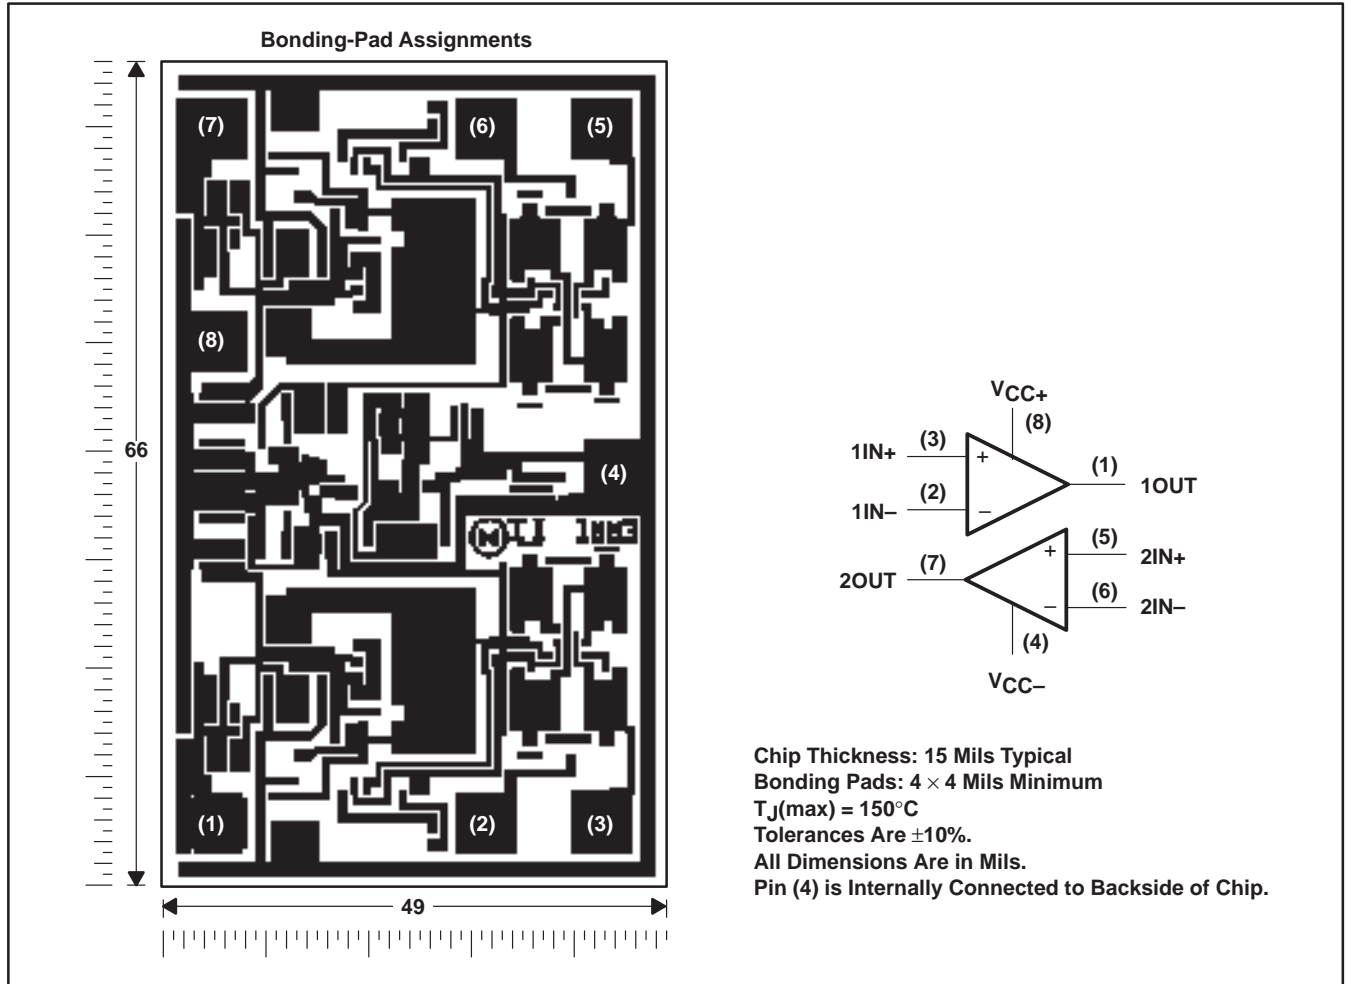 Bonding-Pad Assignments
(7)
(6)
(5)
(8)
66
(4)
(1)
(2)
(3)
49
VCC+
(8)
1IN+
(3)
+
(1)
1OUT
1IN–
(2)
–
2OUT
(7)
+
(5)
2IN+
–
(6)
2IN–
(4)
VCC–
Chip Thickness: 15 Mils Typical
Bonding Pads: 4 × 4 Mils Minimum
TJ(max) = 150°C
Tolerances Are ±10%.
All Dimensions Are in Mils.
Pin (4) is Internally Connected to Backside of Chip.